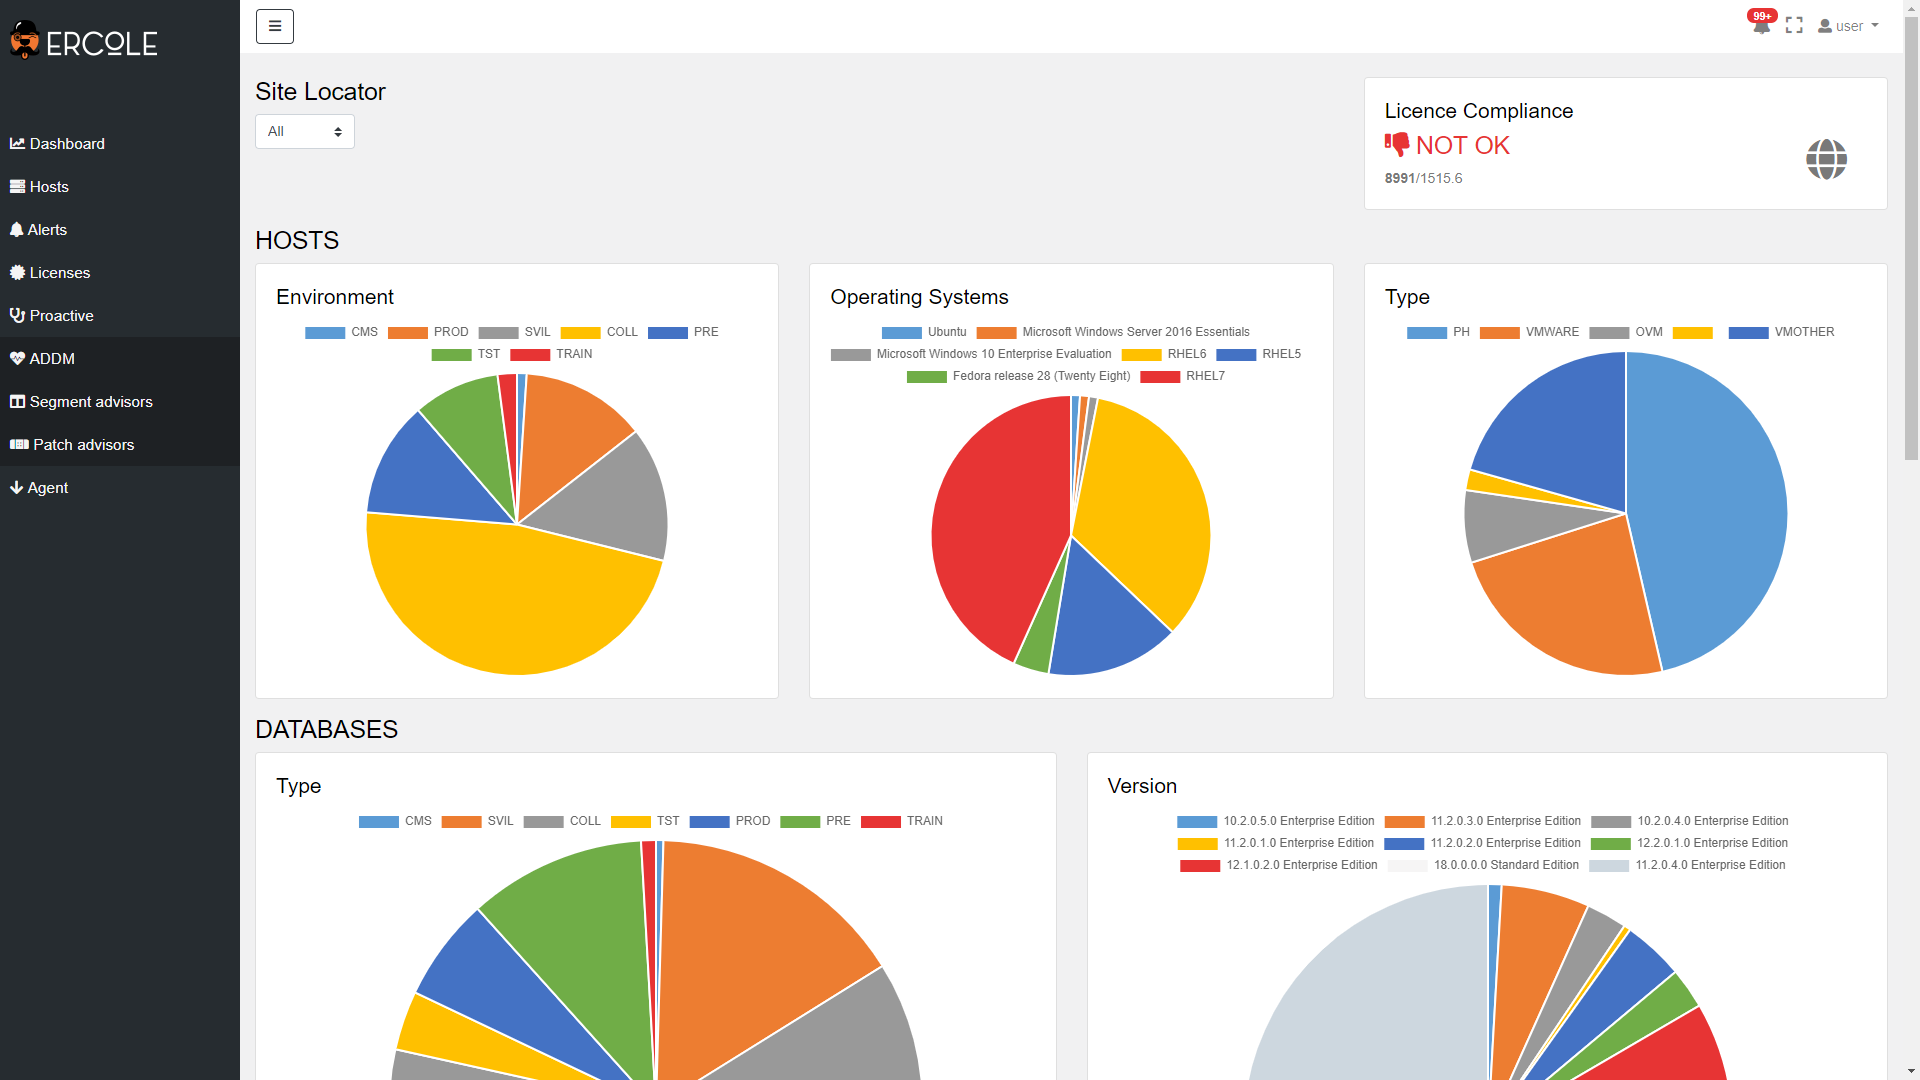 ERCOLE
Dashboard
Hosts
Alerts
Licenses
Proactive
ADDM
Segment advisors
Patch advisors
Agent
99+
user
Site Locator
All
Licence Compliance
NOT OK
8991/1515.6
HOSTS
Environment
CMS PROD SVIL COLL PRE
TST TRAIN
Operating Systems
Ubuntu Microsoft Windows Server 2016 Essentials
Microsoft Windows 10 Enterprise Evaluation RHEL6 RHEL5
Fedora release 28 (Twenty Eight) RHEL7
Type
PH VMWARE OVM VMOTHER
DATABASES
Type
CMS SVIL COLL TST PROD PRE TRAIN
Version
10.2.0.5.0 Enterprise Edition 11.2.0.3.0 Enterprise Edition 10.2.0.4.0 Enterprise Edition
11.2.0.1.0 Enterprise Edition 11.2.0.2.0 Enterprise Edition 12.2.0.1.0 Enterprise Edition
12.1.0.2.0 Enterprise Edition 18.0.0.0.0 Standard Edition 11.2.0.4.0 Enterprise Edition